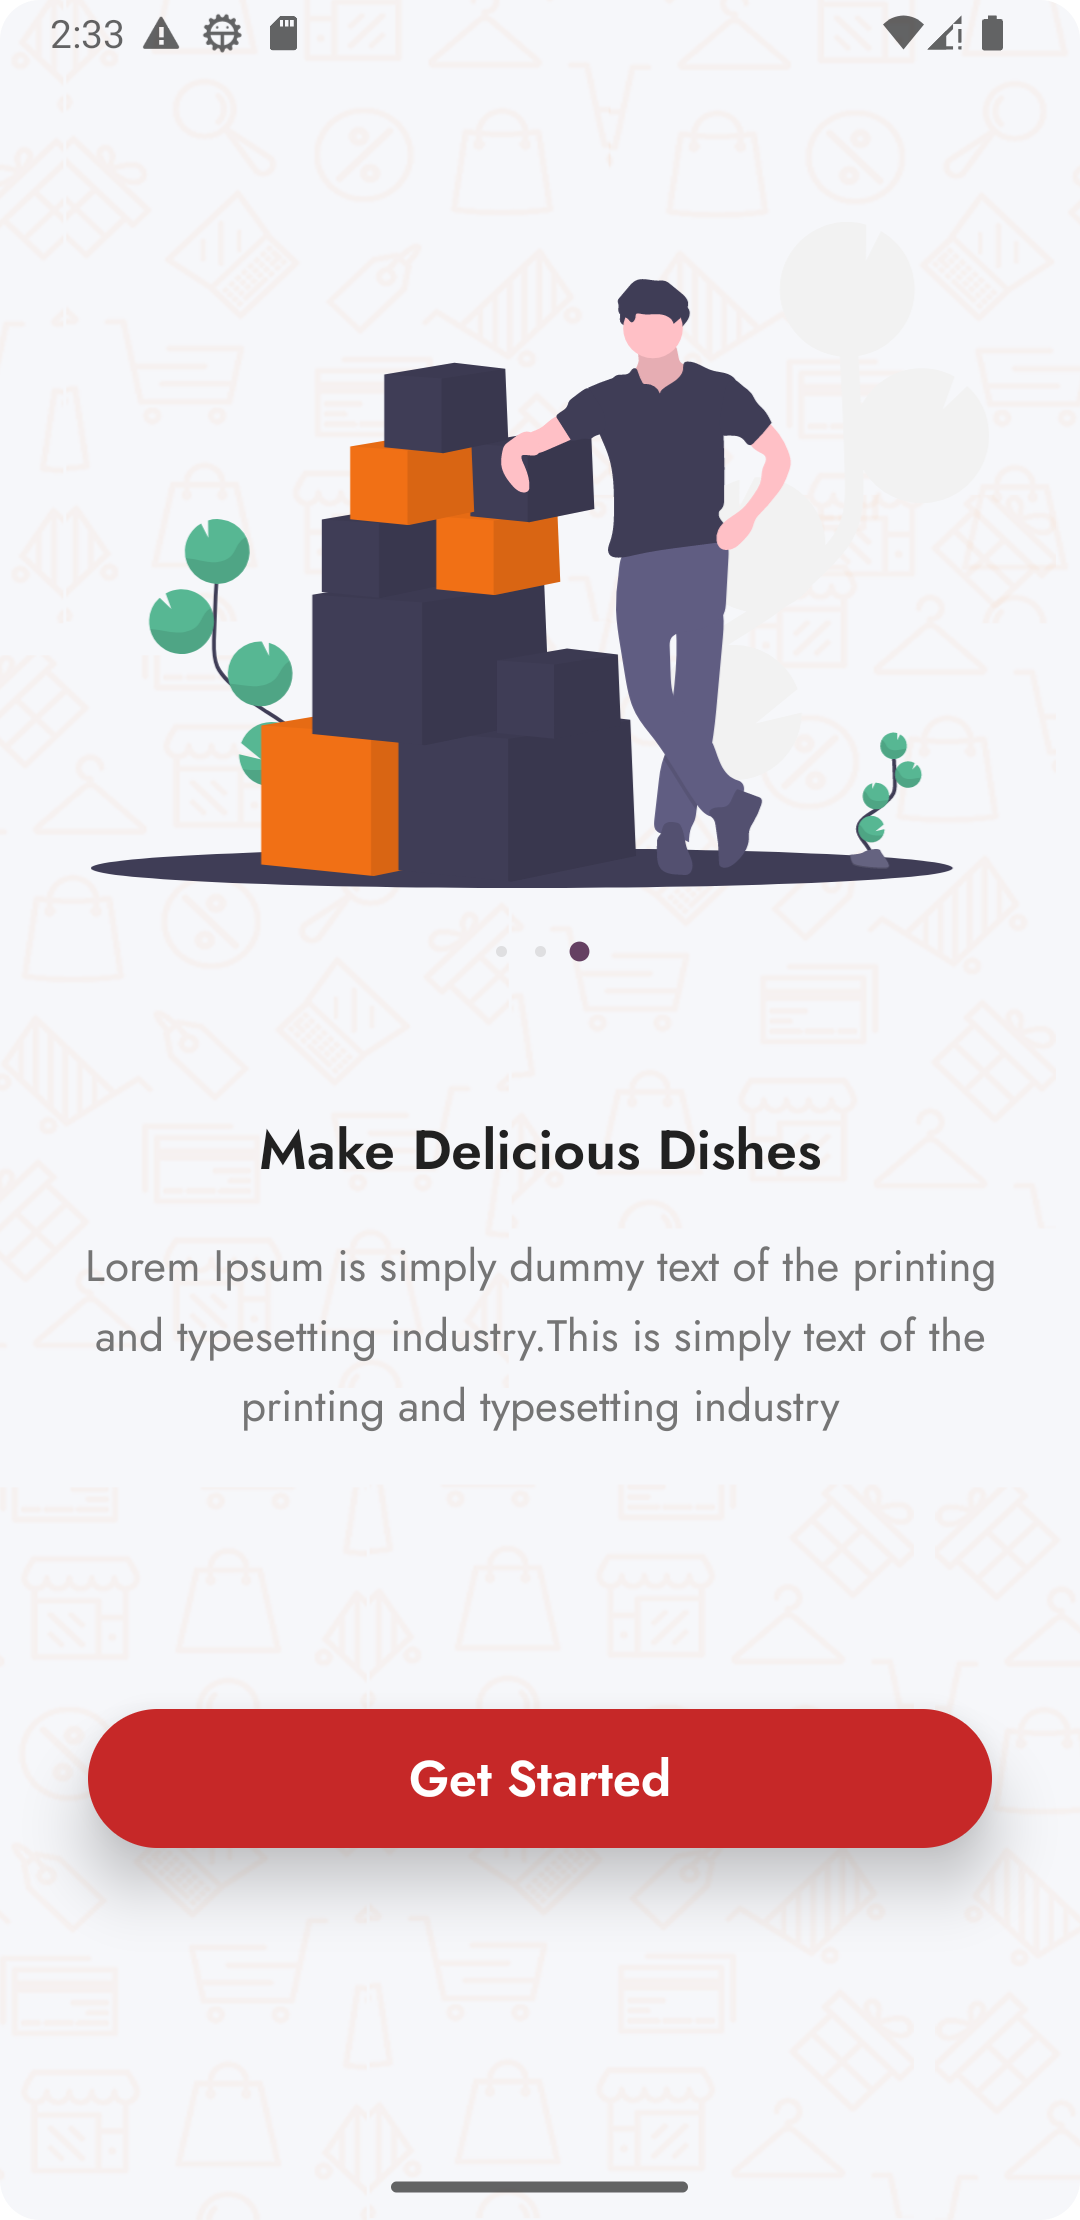 2:33
Make Delicious Dishes
Lorem Ipsum is simply dummy text of the printing
and typesetting industry.This is simply text of the
printing and typesetting industry
Get Started